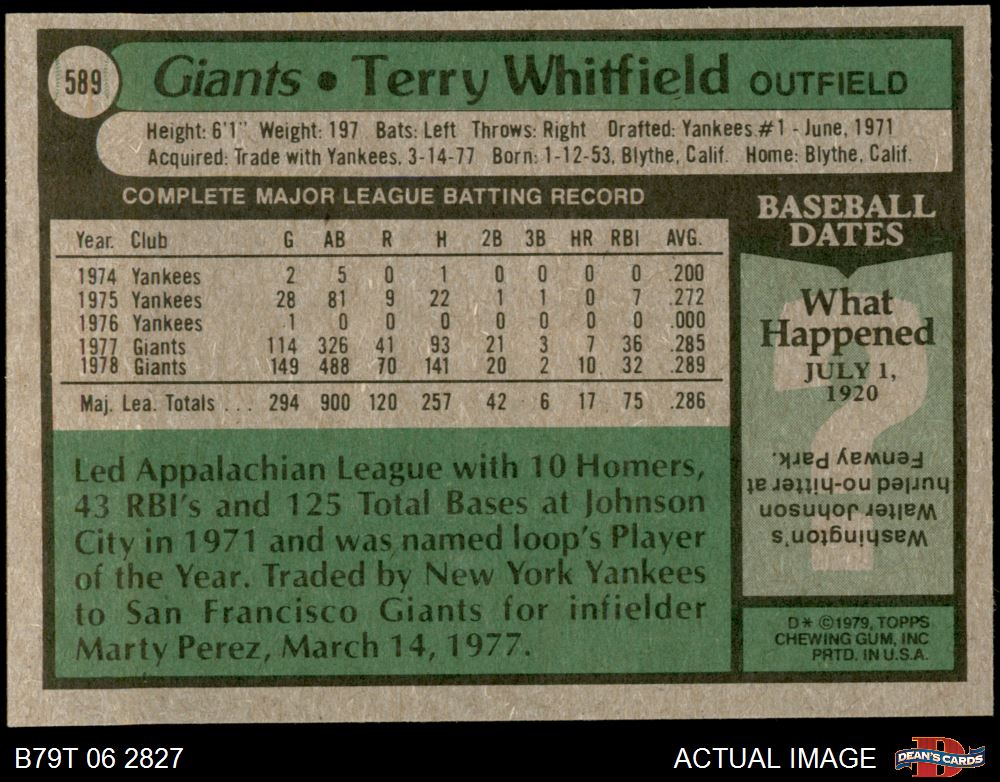 589
Giants • Terry Whitfield OUTFIELD
Height: 6'1" Weight: 197 Bats: Left Throws: Right Drafted: Yankees #1 - June, 1971
Acquired: Trade with Yankees, 3-14-77 Born: 1-12-53, Blythe, Calif. Home: Blythe, Calif.
COMPLETE MAJOR LEAGUE BATTING RECORD
Year. Club G AB R H 2B 3B HR RBI AVG.
1974 Yankees 2 5 0 1 0 0 0 0 .200
1975 Yankees 28 81 9 22 1 1 0 7 .272
1976 Yankees 1 0 0 0 0 0 0 0 .000
1977 Giants 114 326 41 93 21 3 7 36 .285
1978 Giants 149 488 70 141 20 2 10 32 .289
Maj. Lea. Totals ... 294 900 120 257 42 6 17 75 .286
Led Appalachian League with 10 Homers,
43 RBI's and 125 Total Bases at Johnson
City in 1971 and was named loop's Player
of the Year. Traded by New York Yankees
to San Francisco Giants for infielder
Marty Perez, March 14, 1977.
BASEBALL
DATES
What
Happened
JULY 1,
1920
?
Washington's
Walter Johnson
hurled no-hitter at
Fenway Park.
D* ©1979, TOPPS
CHEWING GUM, INC
PRTD. IN U.S.A.
B79T 06 2827
ACTUAL IMAGE
D
DEAN'S CARDS